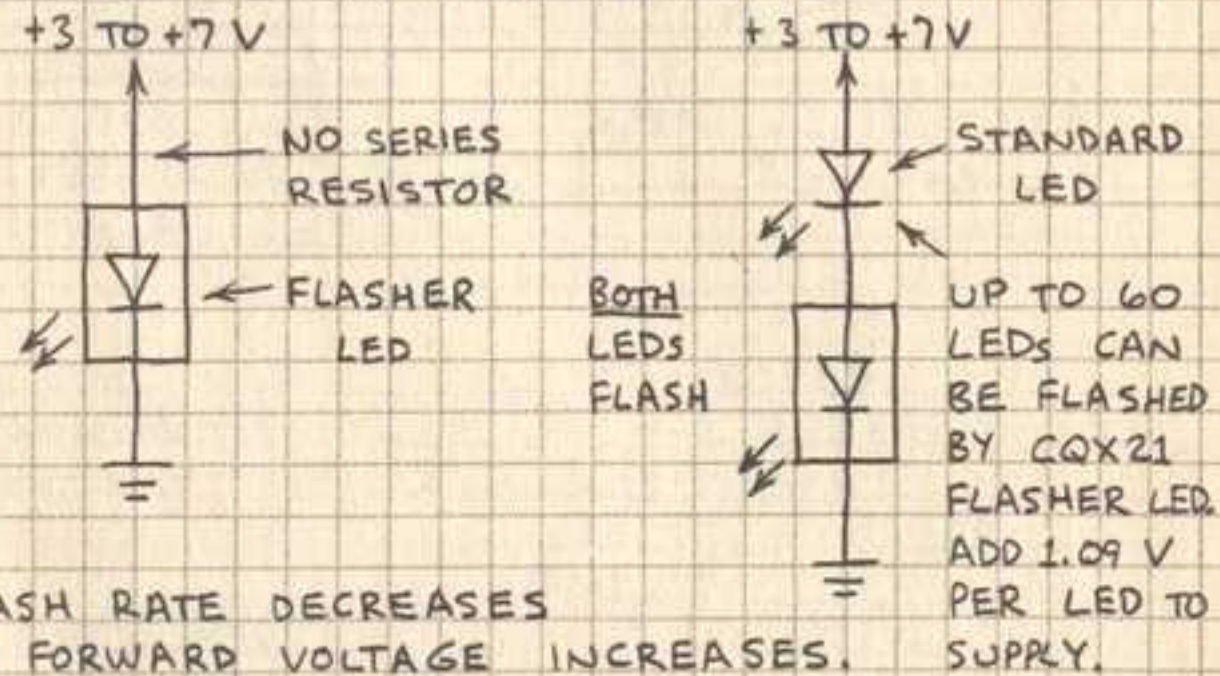 +3 TO +7 V
NO SERIES
RESISTOR
FLASHER
LED
+3 TO +7V
STANDARD
LED
BOTH
LEDs
FLASH
UP TO 60
LEDs CAN
BE FLASHED
BY CQX21
FLASHER LED.
ADD 1.09 V
PER LED TO
SUPPLY.
ASH RATE DECREASES
FORWARD VOLTAGE INCREASES.